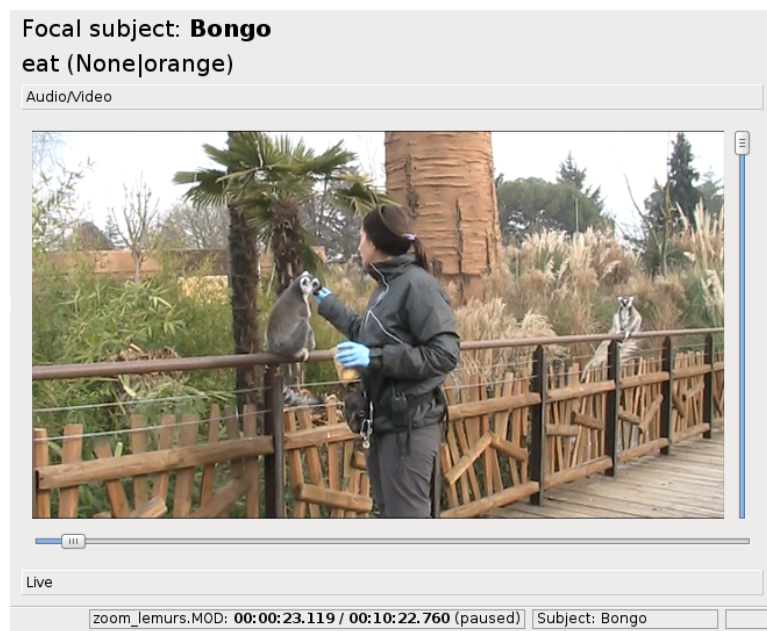 Focal subject: Bongo
eat (None|orange)
Audio/Video
Live
zoom_lemurs.MOD: 00:00:23.119 / 00:10:22.760 (paused) Subject: Bongo